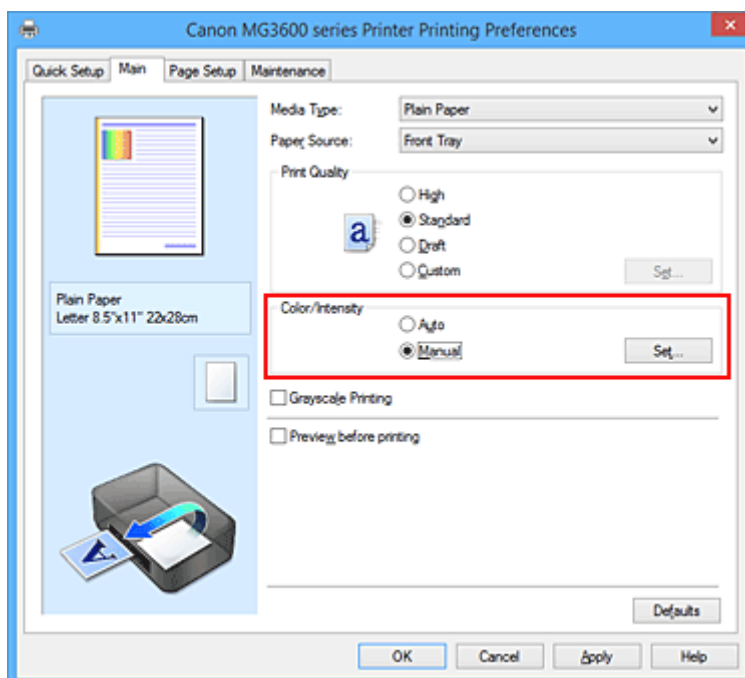 Canon MG3600 series Printer Printing Preferences
Quick Setup Main Page Setup Maintenance
Media Type: Plain Paper
Paper Source: Front Tray
Print Quality
High
a Standard
Draft
Custom Set...
Plain Paper
Letter 8.5"x11" 22x28cm
Color/Intensity
Auto
Manual Set...
Grayscale Printing
Preview before printing
A
Defaults
OK Cancel Apply Help